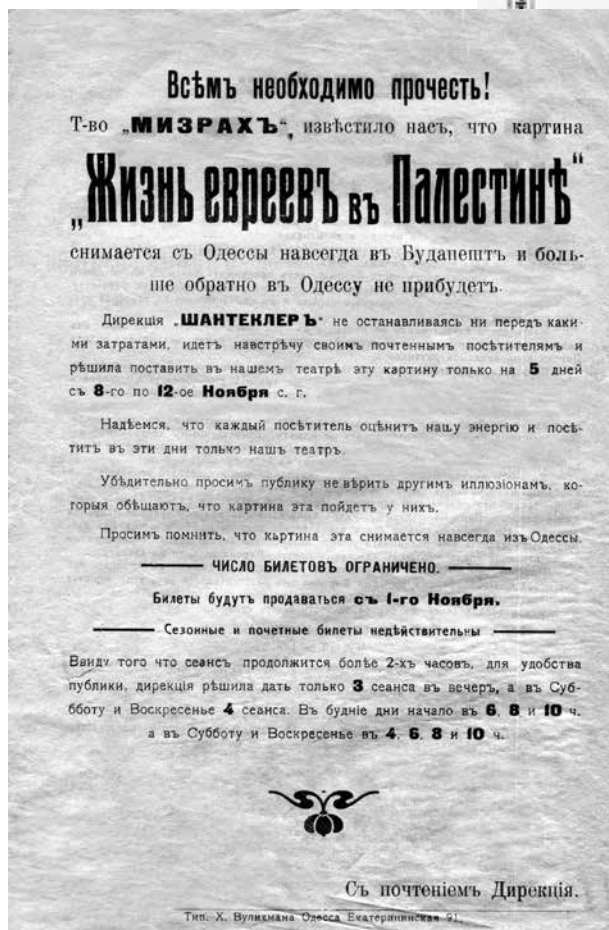 Всѣмъ необходимо прочесть!
Т-во „МИЗРАХЪ“, извѣстило насъ, что картина
„Жизнь евреевъ въ Палестинѣ“
снимается съ Одессы навсегда въ Будапештъ и боль-
ше обратно въ Одессу не прибудетъ.
Дирекція „ШАНТЕКЛЕРЪ“ не останавливаясь ни передъ каки-
ми затратами, идетъ навстрѣчу своимъ почтеннымъ посѣтителямъ и
рѣшила поставить въ нашемъ театрѣ эту картину только на 5 дней
съ 8-го по 12-ое Ноября с. г.
Надѣемся, что каждый посѣтитель оцѣнитъ нашу энергію и посѣ-
титъ въ эти дни только нашъ театръ.
Убѣдительно просимъ публику не вѣрить другимъ иллюзіонамъ, ко-
торыя обѣщаютъ, что картина эта пойдетъ у нихъ.
Просимъ помнить, что картина эта снимается навсегда изъ Одессы.
ЧИСЛО БИЛЕТОВЪ ОГРАНИЧЕНО.
Билеты будутъ продаваться съ 1-го Ноября.
Сезонные и почетные билеты недѣйствительны
Ввиду того что сеансъ продолжится болѣе 2-хъ часовъ, для удобства
публики, дирекція рѣшила дать только 3 сеанса въ вечеръ, а въ Суб-
бботу и Воскресенье 4 сеанса. Въ будніе дни начало въ 6, 8 и 10 ч.
а въ Субботу и Воскресенье въ 4, 6, 8 и 10 ч.
Съ почтеніемъ Дирекція.
Тип. Х. Вулихмана Одесса Екатерининская 91.